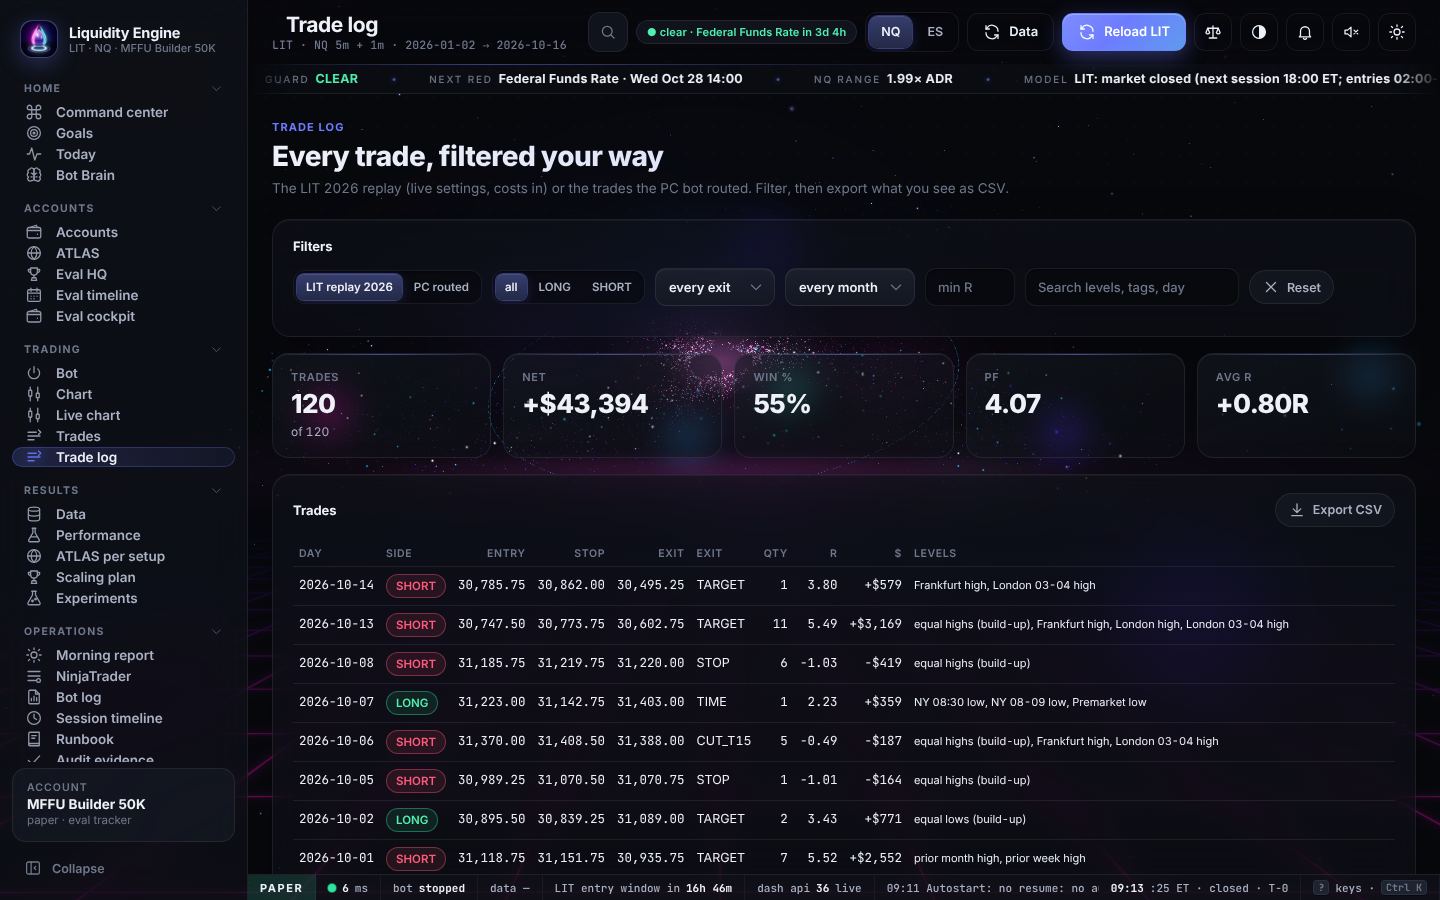 Liquidity Engine
LIT · NQ · MFFU Builder 50K
HOME
Command center
Goals
Today
Bot Brain
ACCOUNTS
Accounts
ATLAS
Eval HQ
Eval timeline
Eval cockpit
TRADING
Bot
Chart
Live chart
Trades
Trade log
RESULTS
Data
Performance
ATLAS per setup
Scaling plan
Experiments
OPERATIONS
Morning report
NinjaTrader
Bot log
Session timeline
Runbook
Audit evidence
ACCOUNT
MFFU Builder 50K
paper · eval tracker
Collapse
Trade log
LIT · NQ 5m + 1m · 2026-01-02 → 2026-10-16
clear · Federal Funds Rate in 3d 4h
NQ ES
Data
Reload LIT
GUARD CLEAR • NEXT RED Federal Funds Rate · Wed Oct 28 14:00 • NQ RANGE 1.99× ADR • MODEL LIT: market closed (next session 18:00 ET; entries 02:00-
TRADE LOG
Every trade, filtered your way
The LIT 2026 replay (live settings, costs in) or the trades the PC bot routed. Filter, then export what you see as CSV.
Filters
LIT replay 2026 PC routed all LONG SHORT every exit every month min R Search levels, tags, day Reset
TRADES NET WIN % PF AVG R
120 +$43,394 55% 4.07 +0.80R
of 120
Trades
Export CSV
DAY SIDE ENTRY STOP EXIT EXIT QTY R $ LEVELS
2026-10-14 SHORT 30,785.75 30,862.00 30,495.25 TARGET 1 3.80 +$579 Frankfurt high, London 03-04 high
2026-10-13 SHORT 30,747.50 30,773.75 30,602.75 TARGET 11 5.49 +$3,169 equal highs (build-up), Frankfurt high, London high, London 03-04 high
2026-10-08 SHORT 31,185.75 31,219.75 31,220.00 STOP 6 -1.03 -$419 equal highs (build-up)
2026-10-07 LONG 31,223.00 31,142.75 31,403.00 TIME 1 2.23 +$359 NY 08:30 low, NY 08-09 low, Premarket low
2026-10-06 SHORT 31,370.00 31,408.50 31,388.00 CUT_T15 5 -0.49 -$187 equal highs (build-up), Frankfurt high, London 03-04 high
2026-10-05 SHORT 30,989.25 31,070.50 31,070.75 STOP 1 -1.01 -$164 equal highs (build-up)
2026-10-02 LONG 30,895.50 30,839.25 31,089.00 TARGET 2 3.43 +$771 equal lows (build-up)
2026-10-01 SHORT 31,118.75 31,151.75 30,935.75 TARGET 7 5.52 +$2,552 prior month high, prior week high
PAPER 6 ms bot stopped data — LIT entry window in 16h 46m dash api 36 live 09:11 Autostart: no resume: no a 09:13 :25 ET · closed · T-0 ? keys · Ctrl K